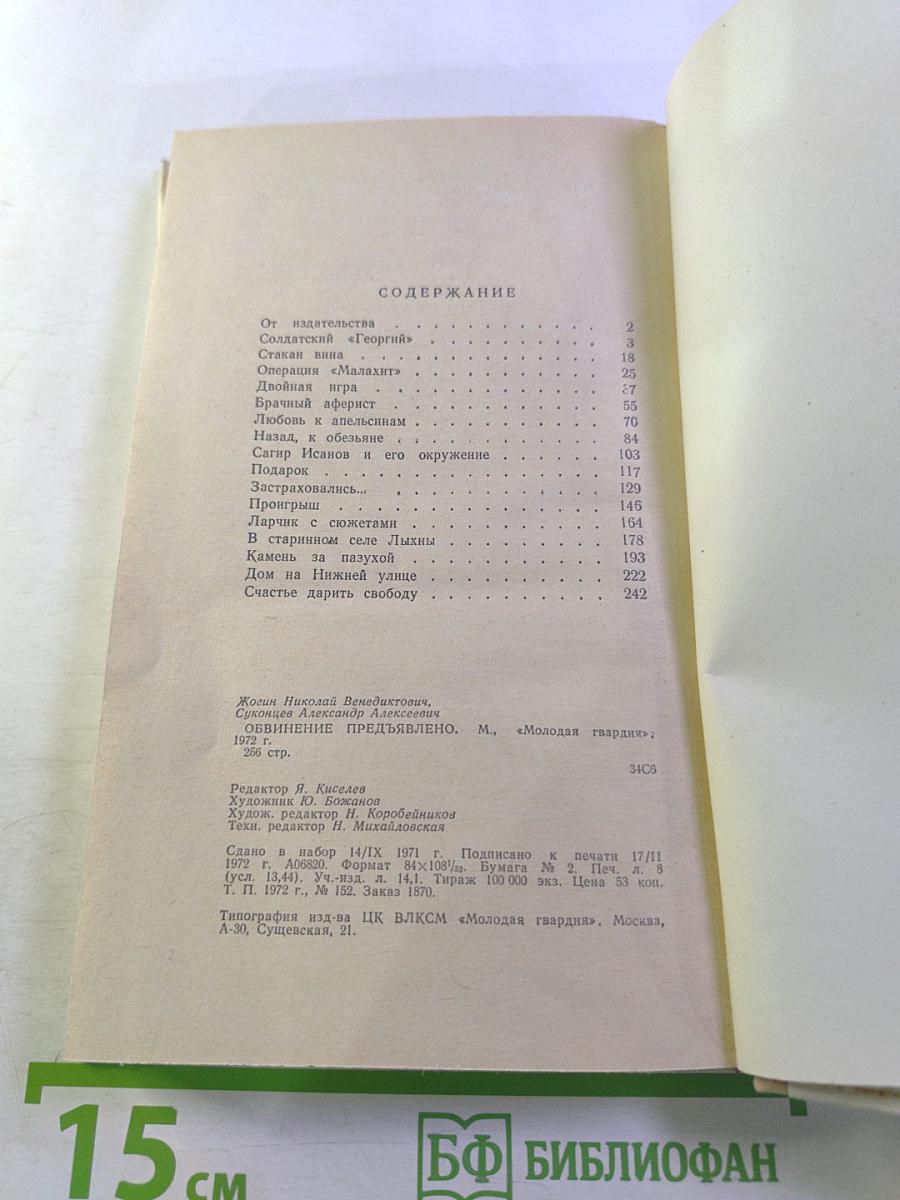 СОДЕРЖАНИЕ
От издательства . . . . . . . . . . . . 2
Солдатский «Георгий» . . . . . . . . . . . 3
Стакан вина . . . . . . . . . . . . . . 18
Операция «Малахит» . . . . . . . . . . . . 25
Двойная игра . . . . . . . . . . . . . 37
Брачный аферист . . . . . . . . . . . . 55
Любовь к апельсинам . . . . . . . . . . . . 70
Назад, к обезьяне . . . . . . . . . . . . 84
Сагир Исанов и его окружение . . . . . . 103
Подарок . . . . . . . . . . . . . . . . 117
Застраховались... . . . . . . . . . . . . 129
Проигрыш . . . . . . . . . . . . . . . 146
Ларчик с сюжетами . . . . . . . . . . . . 164
В старинном селе Лыхны . . . . . . . . . 178
Камень за пазухой . . . . . . . . . . . . 193
Дом на Нижней улице . . . . . . . . . . 222
Счастье дарить свободу . . . . . . . . . . 242
Жогин Николай Венедиктович,
Суконцев Александр Алексеевич
ОБВИНЕНИЕ ПРЕДЪЯВЛЕНО. М., «Молодая гвардия»,
1972 г.
256 стр.
34С6
Редактор Я. Киселев
Художник Ю. Божанов
Худож. редактор Н. Коробейников
Техн. редактор Н. Михайловская
Сдано в набор 14/IX 1971 г. Подписано к печати 17/II
1972 г. А06820. Формат 84×108¹/₃₂. Бумага № 2. Печ. л. 8
(усл. 13,44). Уч.-изд. л. 14,1. Тираж 100 000 экз. Цена 53 коп.
Т. П. 1972 г., № 152. Заказ 1870.
Типография изд-ва ЦК ВЛКСМ «Молодая гвардия». Москва,
А-30, Сущевская, 21.
15 см
БФ БИБЛИОФАН